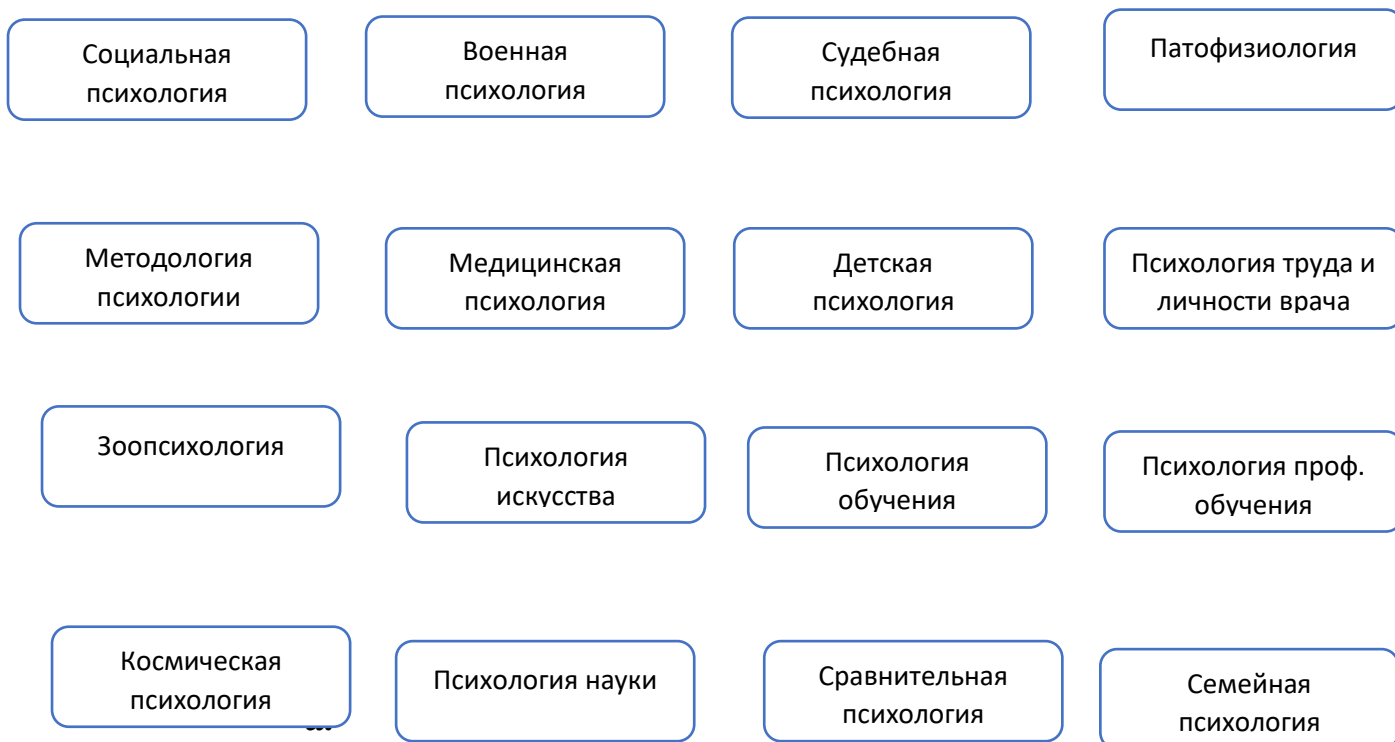 Социальная
психология
Военная
психология
Судебная
психология
Патофизиология
Методология
психологии
Медицинская
психология
Детская
психология
Психология труда и
личности врача
Зоопсихология
Психология
искусства
Психология
обучения
Психология проф.
обучения
Космическая
психология
Психология науки
Сравнительная
психология
Семейная
психология